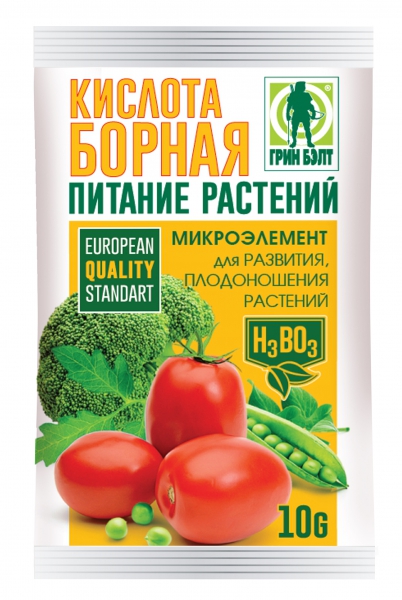 КИСЛОТА
БОРНАЯ
®
ГРИН БЭЛТ
ПИТАНИЕ РАСТЕНИЙ
EUROPEAN
QUALITY
STANDART
МИКРОЭЛЕМЕНТ
для РАЗВИТИЯ,
ПЛОДОНОШЕНИЯ
РАСТЕНИЙ
H3BO3
10G